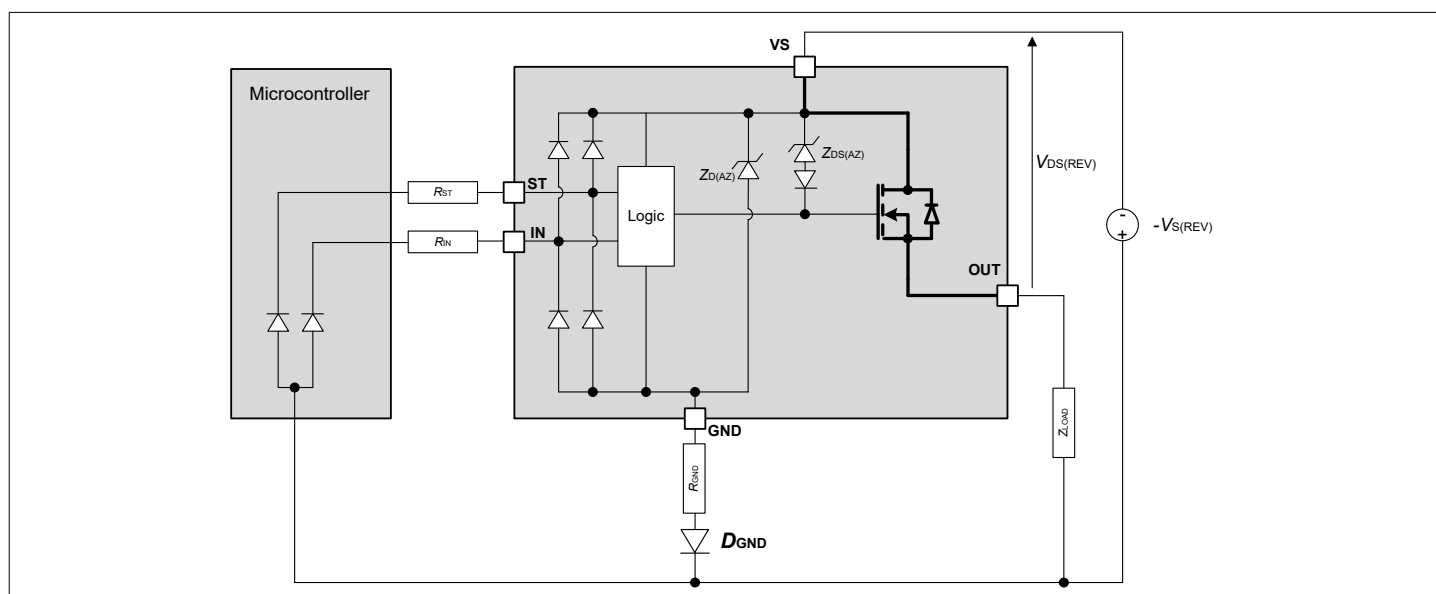 VS
Microcontroller
ZDS(AZ)
ZD(AZ)
VDS(REV)
RST
ST
Logic
RIN
IN
-
+
-VS(REV)
OUT
GND
RGND
ZLOAD
DGND